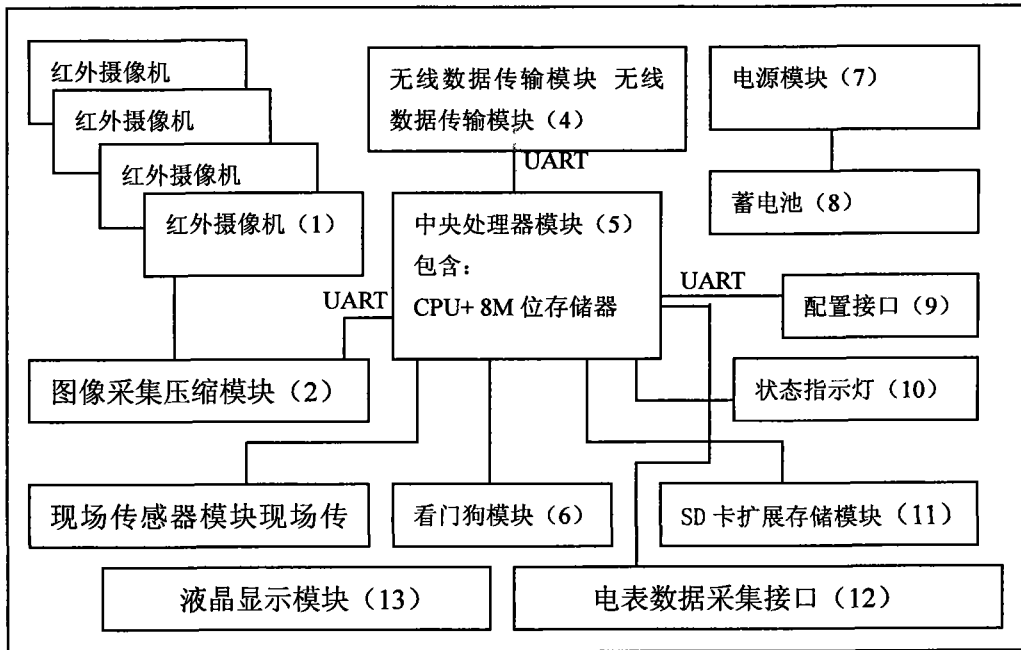 红外摄像机
红外摄像机
红外摄像机
红外摄像机（1）
无线数据传输模块 无线
数据传输模块（4）
电源模块（7）
UART
蓄电池（8）
中央处理器模块（5）
包含：
CPU+ 8M 位存储器
UART
UART
配置接口（9）
图像采集压缩模块（2）
状态指示灯（10）
现场传感器模块现场传
看门狗模块（6）
SD 卡扩展存储模块（11）
液晶显示模块（13）
电表数据采集接口（12）